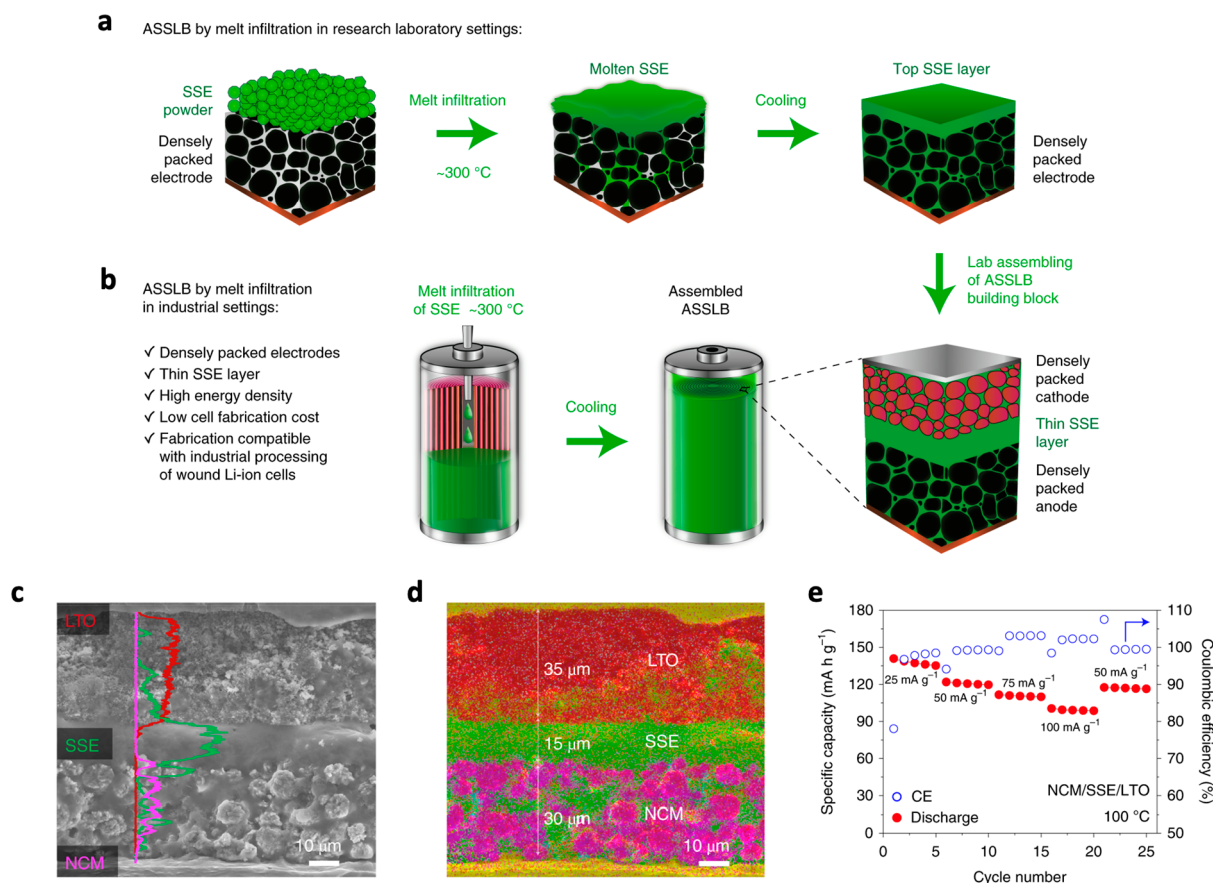 a
ASSLB by melt infiltration in research laboratory settings:
SSE
powder
Densely
packed
electrode
Melt infiltration
~300 °C
Molten SSE
Cooling
Top SSE layer
Densely
packed
electrode
Lab assembling
of ASSLB
building block
b
ASSLB by melt infiltration
in industrial settings:
✓ Densely packed electrodes
✓ Thin SSE layer
✓ High energy density
✓ Low cell fabrication cost
✓ Fabrication compatible
with industrial processing
of wound Li-ion cells
Melt infiltration
of SSE ~300 °C
Cooling
Assembled
ASSLB
Densely
packed
cathode
Thin SSE
layer
Densely
packed
anode
c
LTO
SSE
NCM
10 μm
d
35 μm
LTO
15 μm
SSE
30 μm
NCM
10 μm
e
Specific capacity (mA h g⁻¹)
180
150
120
90
60
30
0
25 mA g⁻¹
50 mA g⁻¹
75 mA g⁻¹
100 mA g⁻¹
50 mA g⁻¹
CE
Discharge
NCM/SSE/LTO
100 °C
0 5 10 15 20 25
Cycle number
110
100
90
80
70
60
50
Coulombic efficiency (%)